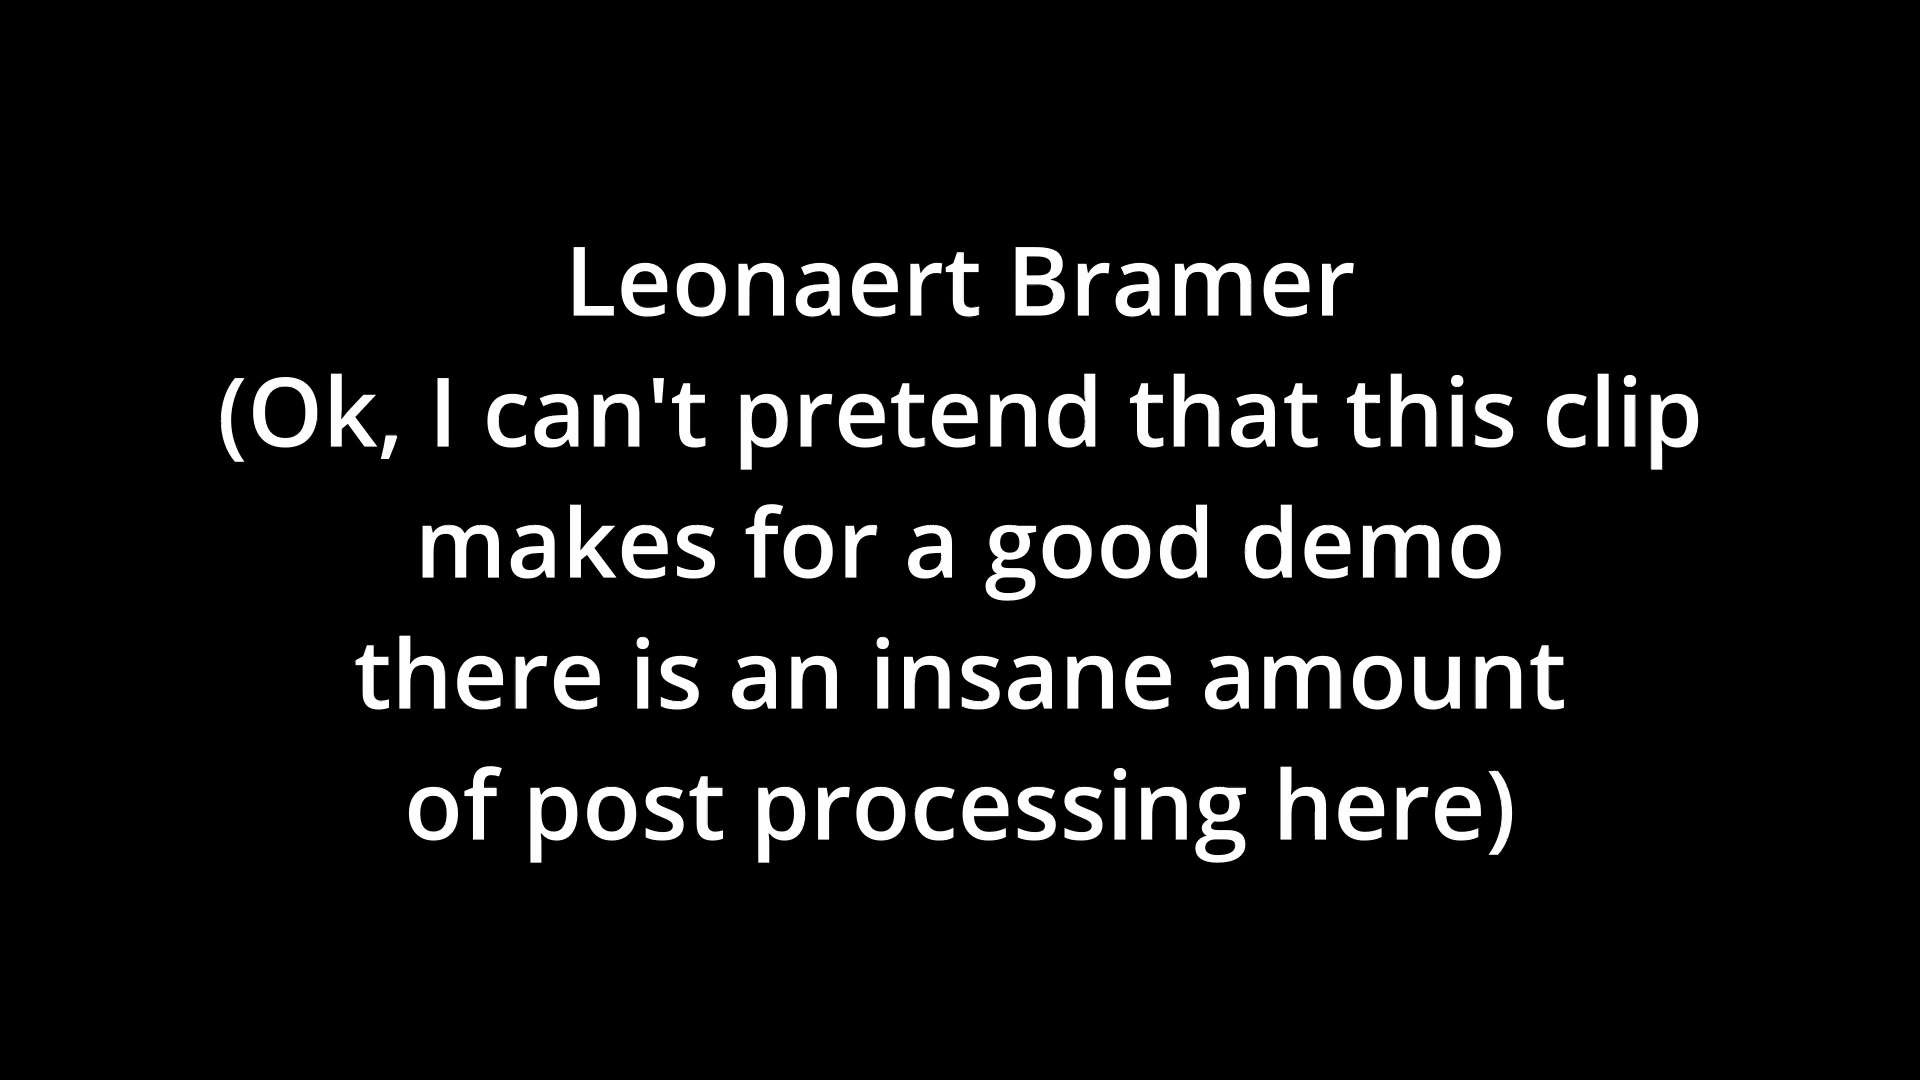 Leonaert Bramer
(Ok, I can't pretend that this clip
makes for a good demo
there is an insane amount
of post processing here)